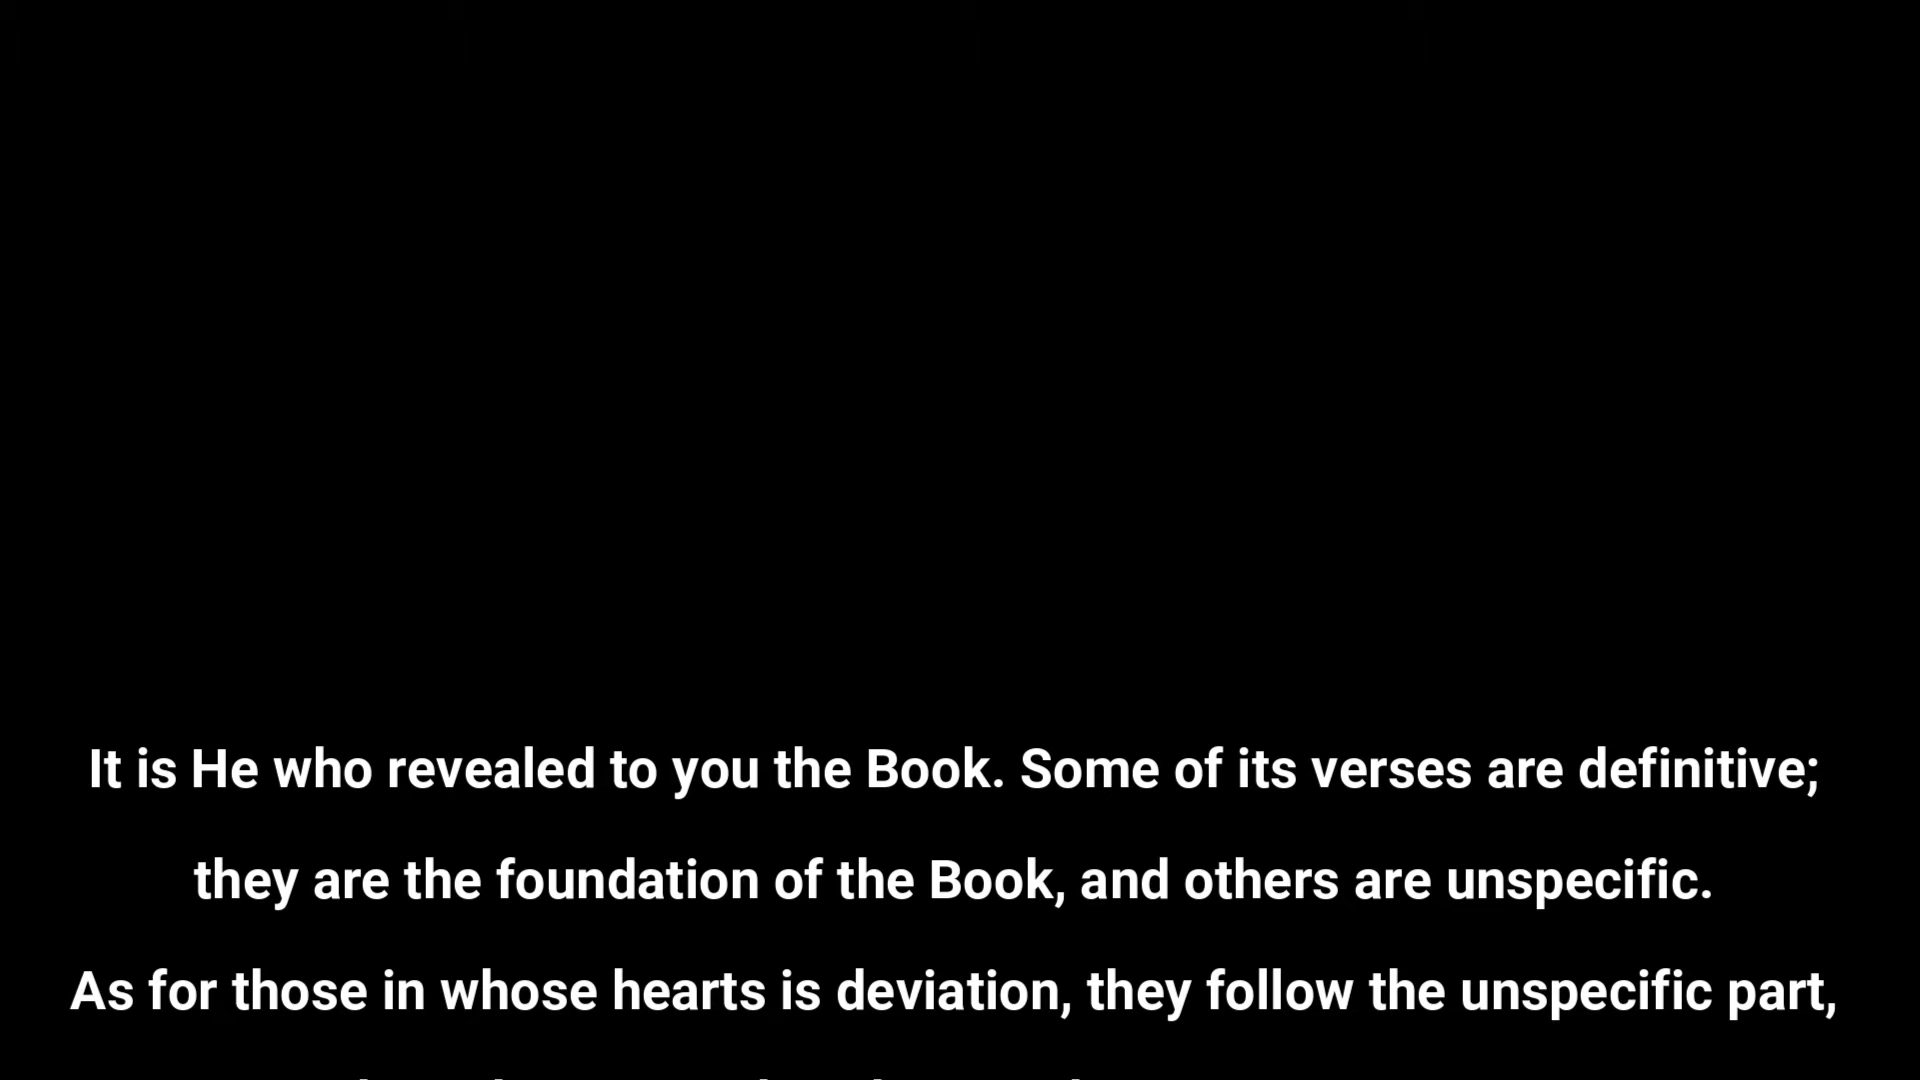 It is He who revealed to you the Book. Some of its verses are definitive;
they are the foundation of the Book, and others are unspecific.
As for those in whose hearts is deviation, they follow the unspecific part,